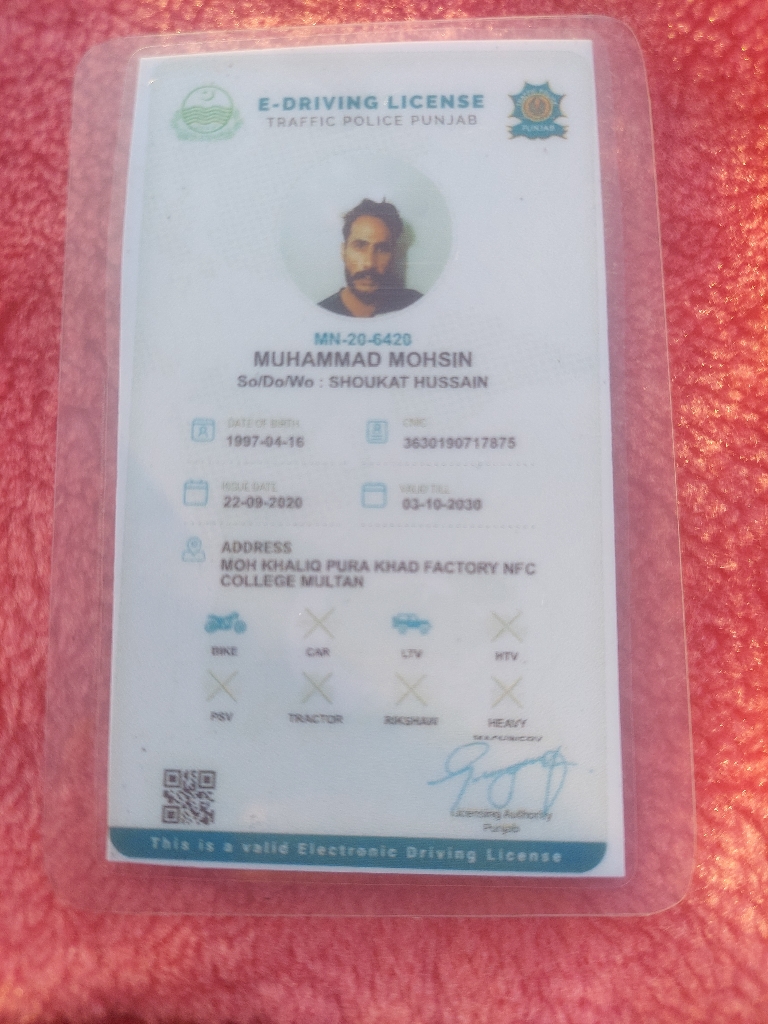 E-DRIVING LICENSE
TRAFFIC POLICE PUNJAB
PUNJAB
MN-20-6420
MUHAMMAD MOHSIN
So/Do/Wo : SHOUKAT HUSSAIN
DATE OF BIRTH
1997-04-16
CNIC
3630190717875
ISSUE DATE
22-09-2020
VALID TILL
03-10-2030
ADDRESS
MOH KHALIQ PURA KHAD FACTORY NFC
COLLEGE MULTAN
BIKE CAR LTV HTV
PSV TRACTOR RIKSHAW HEAVY
Licensing Authority
Punjab
This is a valid Electronic Driving License